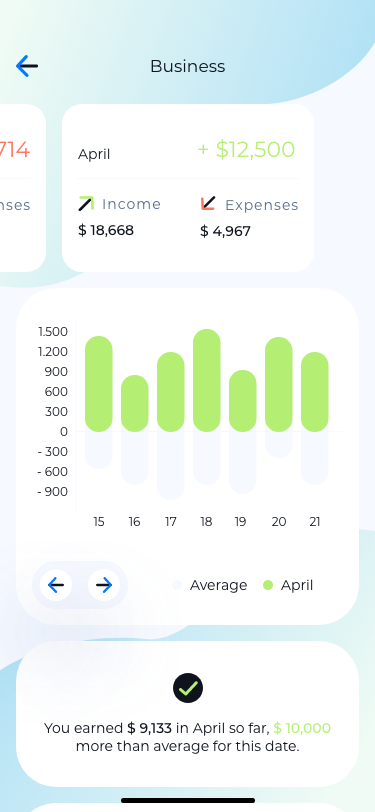 Business
714
nses
April
+ $12,500
Income
Expenses
$ 18,668
$ 4,967
1.500
1.200
900
600
300
0
- 300
- 600
- 900
15 16 17 18 19 20 21
Average
April
You earned $ 9,133 in April so far, $ 10,000
more than average for this date.